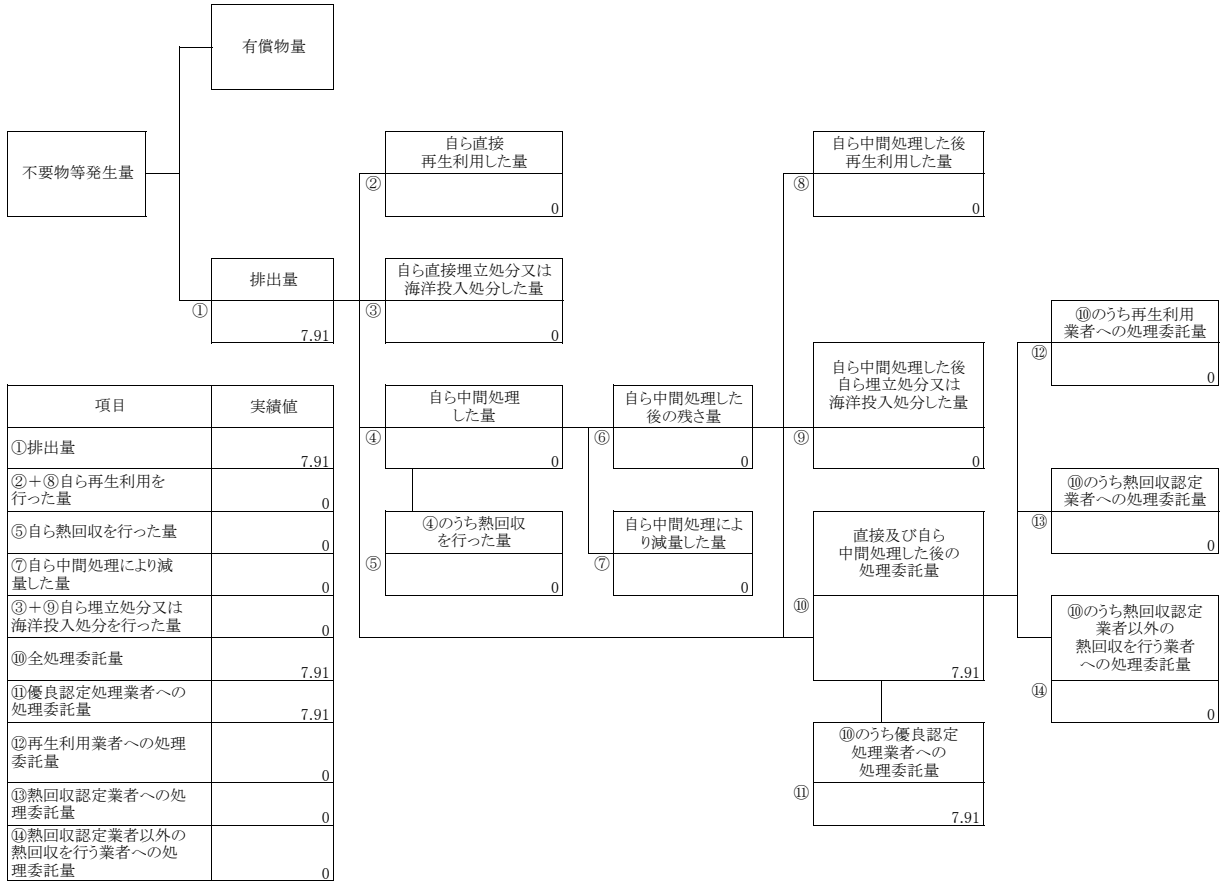 有償物量
不要物等発生量
自ら直接
再生利用した量
②
0
自ら中間処理した後
再生利用した量
⑧
0
排出量
①
7.91
自ら直接埋立処分又は
海洋投入処分した量
③
0
⑩のうち再生利用
業者への処理委託量
⑫
0
自ら中間処理した後
自ら埋立処分又は
海洋投入処分した量
⑨
0
自ら中間処理
した量
④
0
自ら中間処理した
後の残さ量
⑥
0
⑩のうち熱回収認定
業者への処理委託量
⑬
0
④のうち熱回収
を行った量
⑤
0
自ら中間処理によ
り減量した量
⑦
0
直接及び自ら
中間処理した後の
処理委託量
⑩
7.91
⑩のうち熱回収認定
業者以外の
熱回収を行う業者
への処理委託量
⑭
0
⑩のうち優良認定
処理業者への
処理委託量
⑪
7.91
項目 実績値
①排出量 7.91
②＋⑧自ら再生利用を
行った量 0
⑤自ら熱回収を行った量 0
⑦自ら中間処理により減
量した量 0
③＋⑨自ら埋立処分又は
海洋投入処分を行った量 0
⑩全処理委託量 7.91
⑪優良認定処理業者への
処理委託量 7.91
⑫再生利用業者への処理
委託量 0
⑬熱回収認定業者への処
理委託量 0
⑭熱回収認定業者以外の
熱回収を行う業者への処
理委託量 0